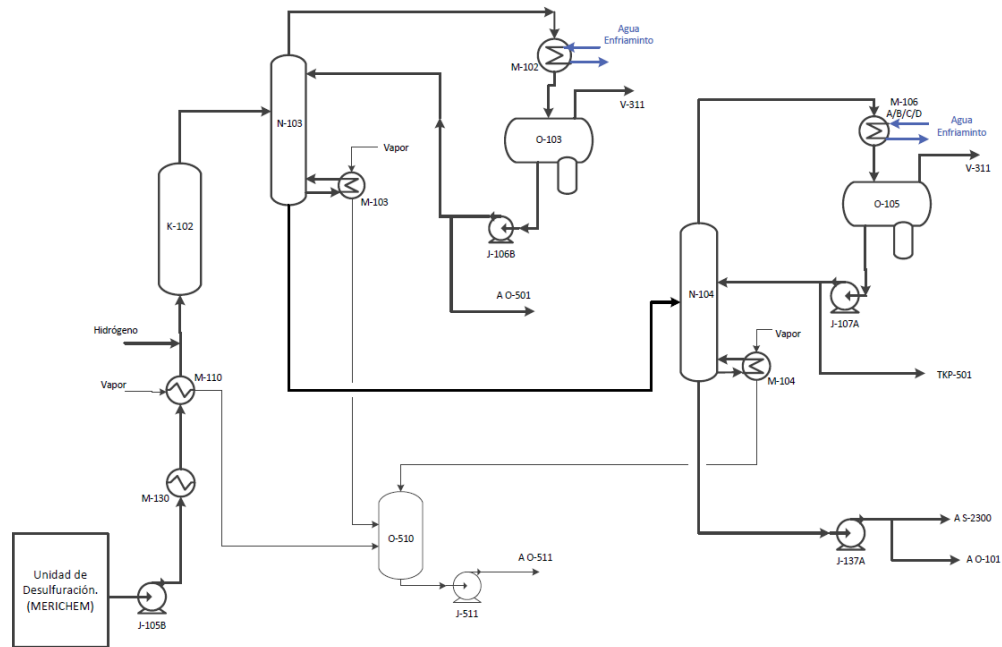 Agua
Enfriaminto
M-102
V-311
N-103
O-103
M-106
A/B/C/D
Agua
Enfriaminto
V-311
Vapor
M-103
K-102
O-105
J-106B
N-104
J-107A
A O-501
Hidrógeno
Vapor
M-110
Vapor
M-104
TKP-501
M-130
A S-2300
O-510
A O-511
J-137A
A O-101
Unidad de
Desulfuración.
(MERICHEM)
J-105B
J-511